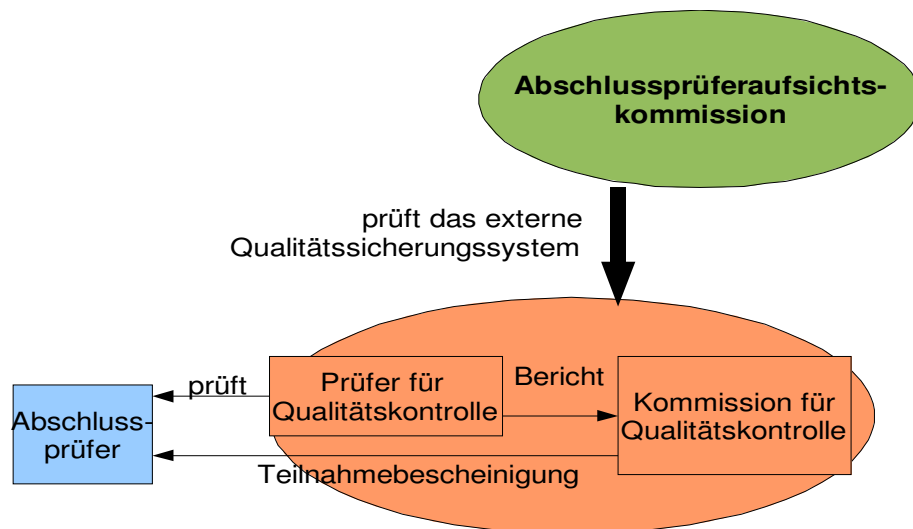 Abschlussprüferaufsichts-
kommission
prüft das externe
Qualitätssicherungssystem
prüft
Prüfer für
Qualitätskontrolle
Bericht
Kommission für
Qualitätskontrolle
Abschluss-
prüfer
Teilnahmebescheinigung